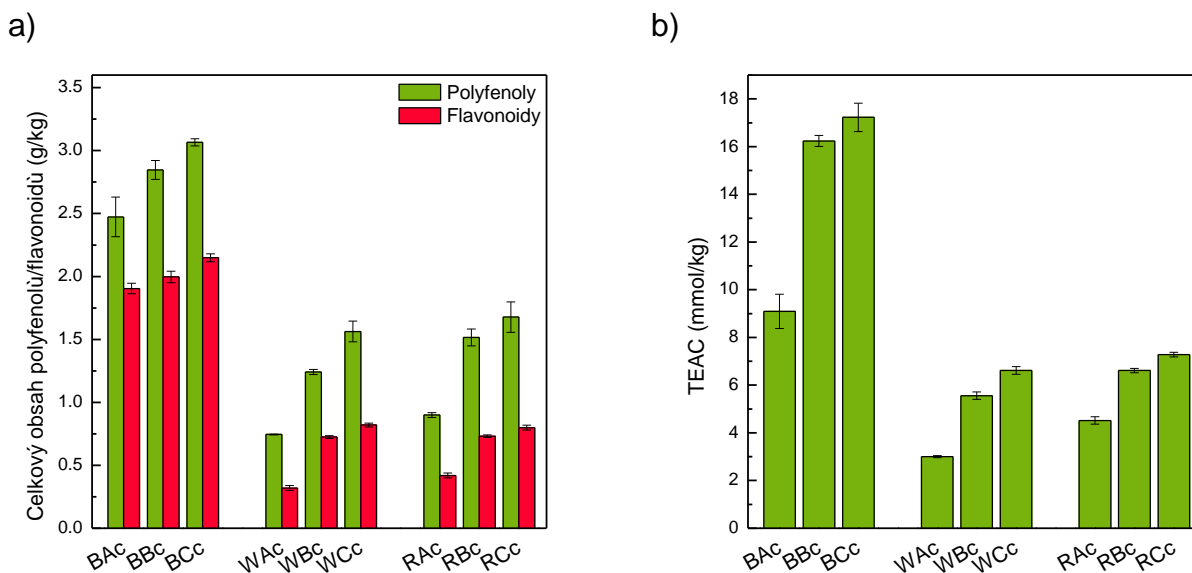 a)
Celkový obsah polyfenolù/flavonoidù (g/kg)
3.5
3.0
2.5
2.0
1.5
1.0
0.5
0.0
Polyfenoly
Flavonoidy
BAc BBc BCc WAc WBc WCc RAc RBc RCc
b)
TEAC (mmol/kg)
18
16
14
12
10
8
6
4
2
0
BAc BBc BCc WAc WBc WCc RAc RBc RCc